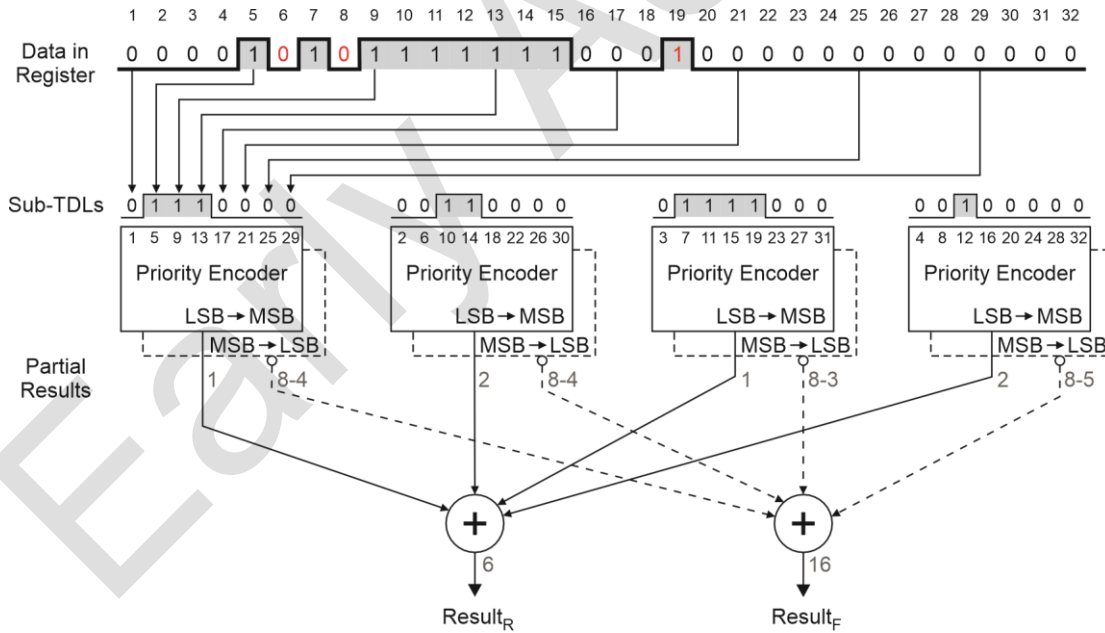 1 2 3 4 5 6 7 8 9 10 11 12 13 14 15 16 17 18 19 20 21 22 23 24 25 26 27 28 29 30 31 32
Data in
Register
0 0 0 0 1 0 1 0 1 1 1 1 1 1 1 0 0 0 1 0 0 0 0 0 0 0 0 0 0 0 0 0
Sub-TDLs
0 1 1 1 0 0 0 0
0 0 1 1 0 0 0 0
0 1 1 1 1 0 0 0
0 0 1 0 0 0 0 0
1 5 9 13 17 21 25 29
2 6 10 14 18 22 26 30
3 7 11 15 19 23 27 31
4 8 12 16 20 24 28 32
Priority Encoder
Priority Encoder
Priority Encoder
Priority Encoder
LSB→MSB
LSB→MSB
LSB→MSB
LSB→MSB
MSB→LSB
MSB→LSB
MSB→LSB
MSB→LSB
Partial
Results
1 8-4 2 8-4 1 8-3 2 8-5
+ +
6 16
Result_R Result_F